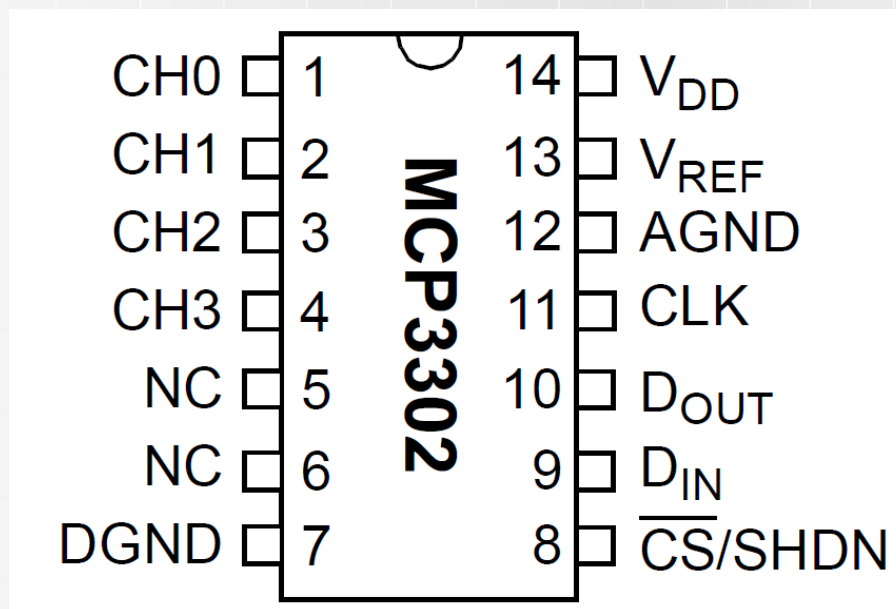 CH0 1 14 VDD
CH1 2 13 VREF
CH2 3 12 AGND
CH3 4 11 CLK
NC 5 10 DOUT
NC 6 9 DIN
DGND 7 8 CS/SHDN
MCP3302